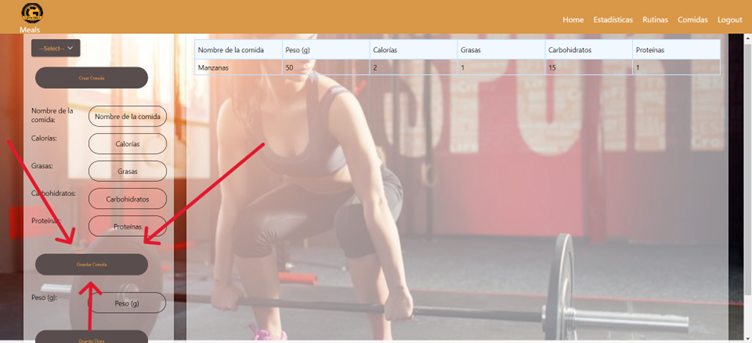 Meals
Home
Estadísticas
Rutinas
Comidas
Logout
--Select--
Crear Comida
Nombre de la comida:
Nombre de la comida
Calorías:
Calorías
Grasas:
Grasas
Carbohidratos:
Carbohidratos
Proteínas:
Proteínas
Guardar Comida
Peso (g):
Peso (g)
Nombre de la comida Peso (g) Calorías Grasas Carbohidratos Proteínas
Manzanas 50 2 1 15 1